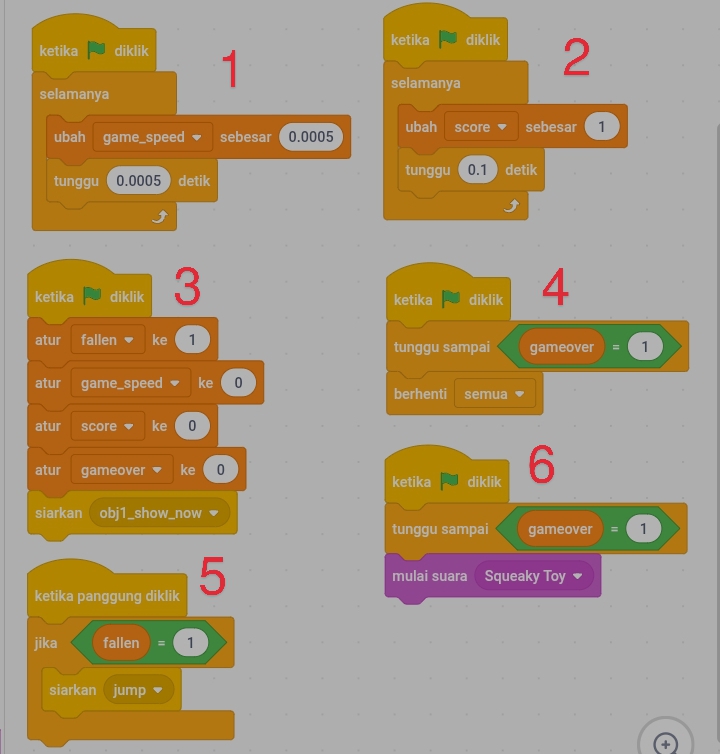 1
ketika diklik
selamanya
ubah game_speed sebesar 0.0005
tunggu 0.0005 detik
2
ketika diklik
selamanya
ubah score sebesar 1
tunggu 0.1 detik
3
ketika diklik
atur fallen ke 1
atur game_speed ke 0
atur score ke 0
atur gameover ke 0
siarkan obj1_show_now
4
ketika diklik
tunggu sampai gameover = 1
berhenti semua
5
ketika panggung diklik
jika fallen = 1
siarkan jump
6
ketika diklik
tunggu sampai gameover = 1
mulai suara Squeaky Toy